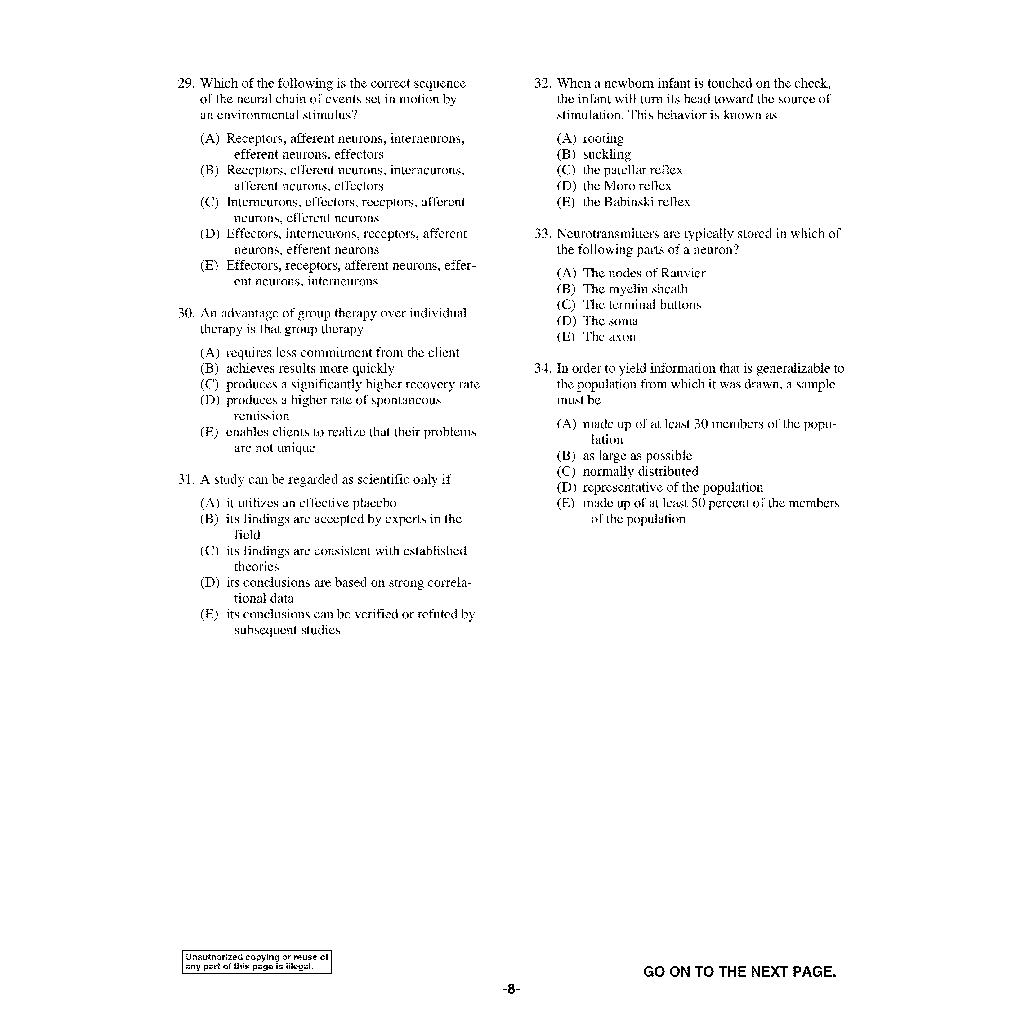 29. Which of the following is the correct sequence
of the neural chain of events set in motion by
an environmental stimulus?
(A) Receptors, afferent neurons, interneurons,
efferent neurons, effectors
(B) Receptors, efferent neurons, interneurons,
afferent neurons, effectors
(C) Interneurons, effectors, receptors, afferent
neurons, efferent neurons
(D) Effectors, interneurons, receptors, afferent
neurons, efferent neurons
(E) Effectors, receptors, afferent neurons, effer-
ent neurons, interneurons
30. An advantage of group therapy over individual
therapy is that group therapy
(A) requires less commitment from the client
(B) achieves results more quickly
(C) produces a significantly higher recovery rate
(D) produces a higher rate of spontaneous
remission
(E) enables clients to realize that their problems
are not unique
31. A study can be regarded as scientific only if
(A) it utilizes an effective placebo
(B) its findings are accepted by experts in the
field
(C) its findings are consistent with established
theories
(D) its conclusions are based on strong correla-
tional data
(E) its conclusions can be verified or refuted by
subsequent studies
32. When a newborn infant is touched on the cheek,
the infant will turn its head toward the source of
stimulation. This behavior is known as
(A) rooting
(B) suckling
(C) the patellar reflex
(D) the Moro reflex
(E) the Babinski reflex
33. Neurotransmitters are typically stored in which of
the following parts of a neuron?
(A) The nodes of Ranvier
(B) The myelin sheath
(C) The terminal buttons
(D) The soma
(E) The axon
34. In order to yield information that is generalizable to
the population from which it was drawn, a sample
must be
(A) made up of at least 30 members of the popu-
lation
(B) as large as possible
(C) normally distributed
(D) representative of the population
(E) made up of at least 50 percent of the members
of the population
Unauthorized copying or reuse of
any part of this page is illegal.
GO ON TO THE NEXT PAGE.
-8-